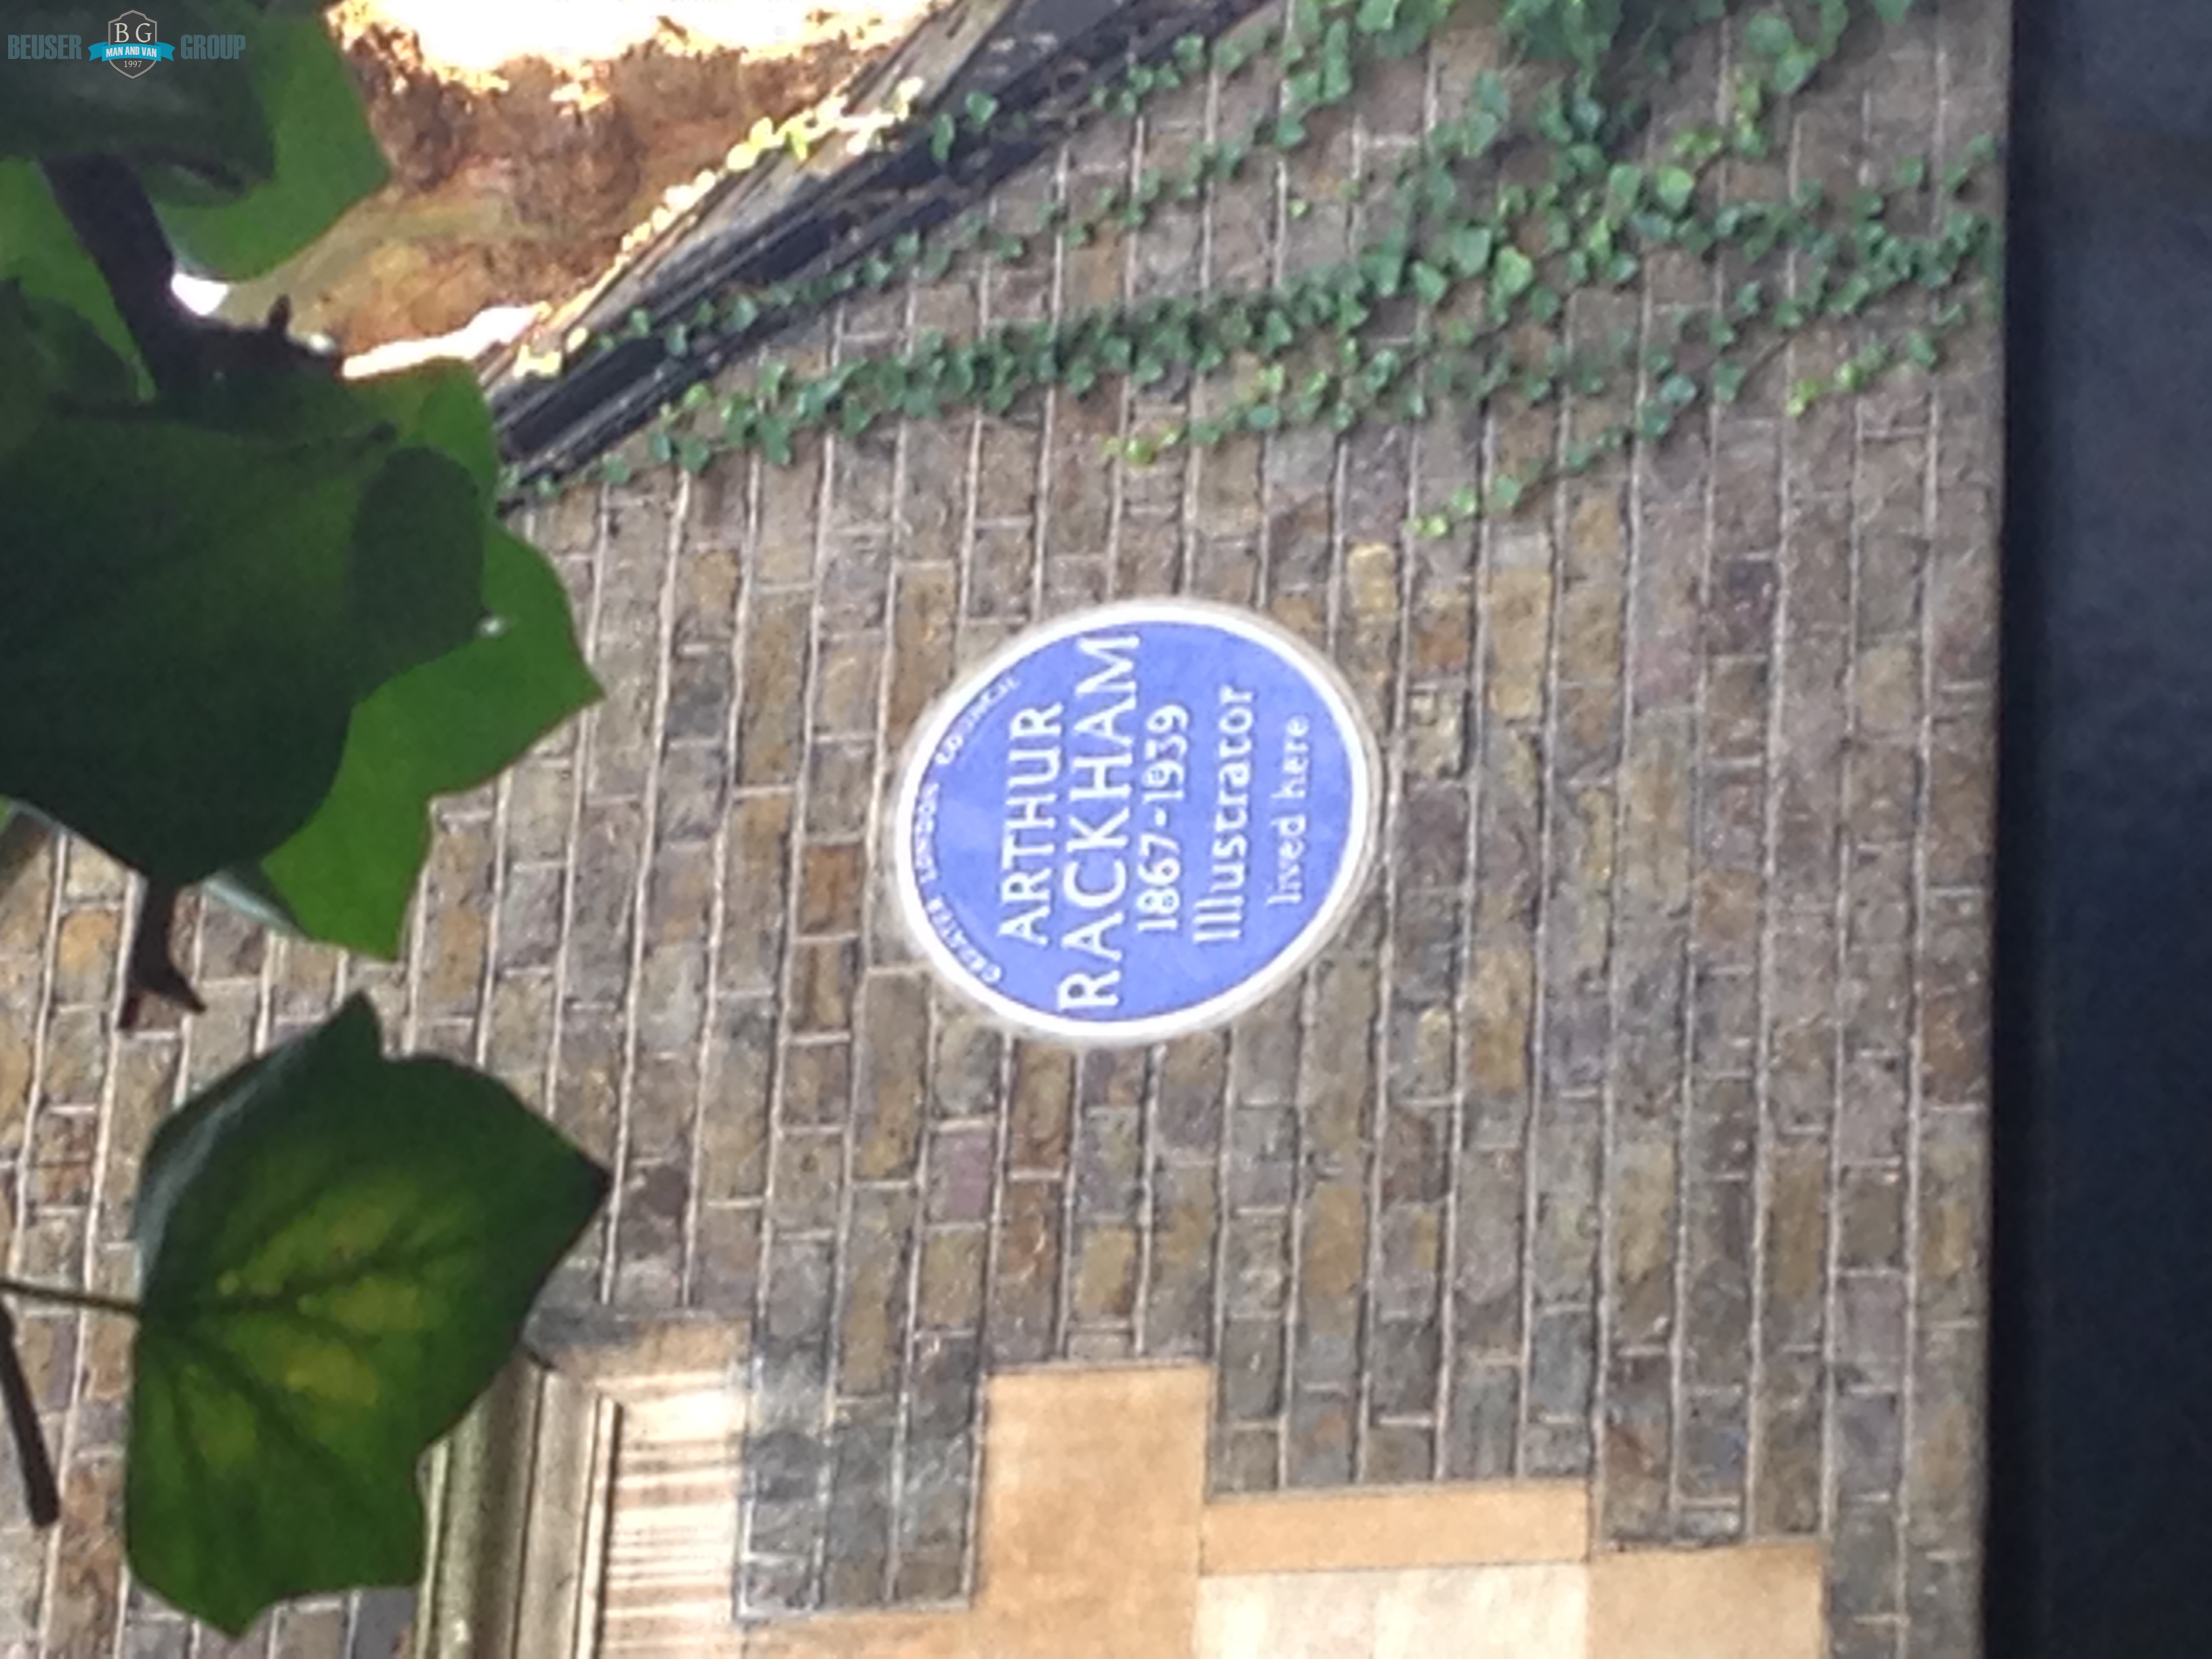 BEUSER GROUP
BG
MAN AND VAN
1997
GREATER LONDON COUNCIL
ARTHUR
RACKHAM
1867-1939
Illustrator
lived here